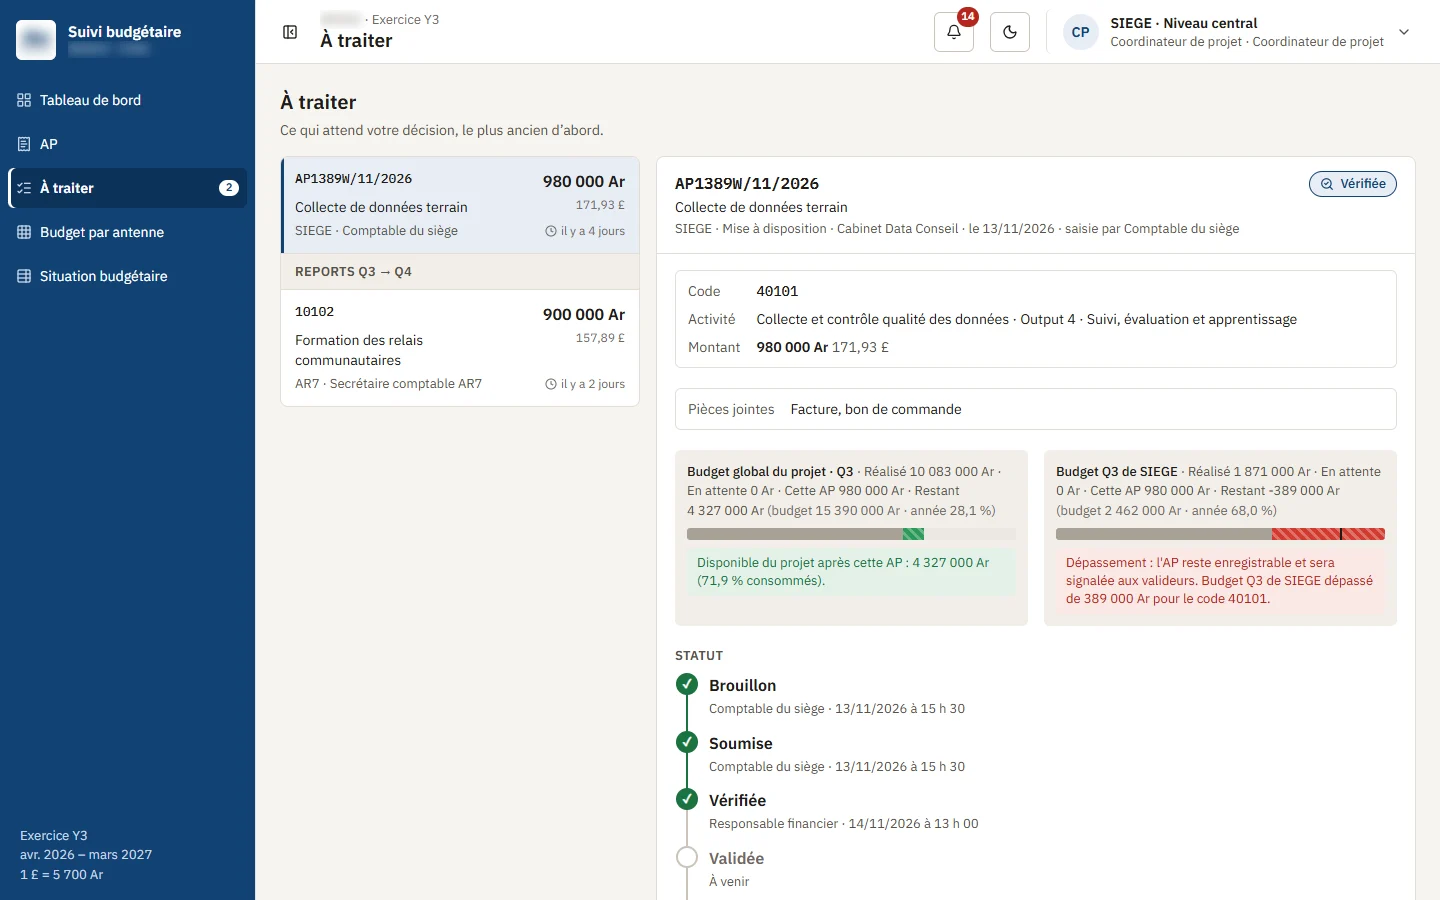 Suivi budgétaire
Tableau de bord
AP
À traiter
2
Budget par antenne
Situation budgétaire
Exercice Y3
avr. 2026 – mars 2027
1 £ = 5 700 Ar
· Exercice Y3
À traiter
14
CP
SIEGE · Niveau central
Coordinateur de projet · Coordinateur de projet
À traiter
Ce qui attend votre décision, le plus ancien d’abord.
AP1389W/11/2026
980 000 Ar
Collecte de données terrain
171,93 £
SIEGE · Comptable du siège
il y a 4 jours
REPORTS Q3 → Q4
10102
900 000 Ar
Formation des relais
communautaires
157,89 £
AR7 · Secrétaire comptable AR7
il y a 2 jours
AP1389W/11/2026
Vérifiée
Collecte de données terrain
SIEGE · Mise à disposition · Cabinet Data Conseil · le 13/11/2026 · saisie par Comptable du siège
Code 40101
Activité Collecte et contrôle qualité des données · Output 4 · Suivi, évaluation et apprentissage
Montant 980 000 Ar 171,93 £
Pièces jointes Facture, bon de commande
Budget global du projet · Q3 · Réalisé 10 083 000 Ar ·
En attente 0 Ar · Cette AP 980 000 Ar · Restant
4 327 000 Ar (budget 15 390 000 Ar · année 28,1 %)
Disponible du projet après cette AP : 4 327 000 Ar
(71,9 % consommés).
Budget Q3 de SIEGE · Réalisé 1 871 000 Ar · En attente
0 Ar · Cette AP 980 000 Ar · Restant -389 000 Ar
(budget 2 462 000 Ar · année 68,0 %)
Dépassement : l'AP reste enregistrable et sera
signalée aux valideurs. Budget Q3 de SIEGE dépassé
de 389 000 Ar pour le code 40101.
STATUT
Brouillon
Comptable du siège · 13/11/2026 à 15 h 30
Soumise
Comptable du siège · 13/11/2026 à 15 h 30
Vérifiée
Responsable financier · 14/11/2026 à 13 h 00
Validée
À venir